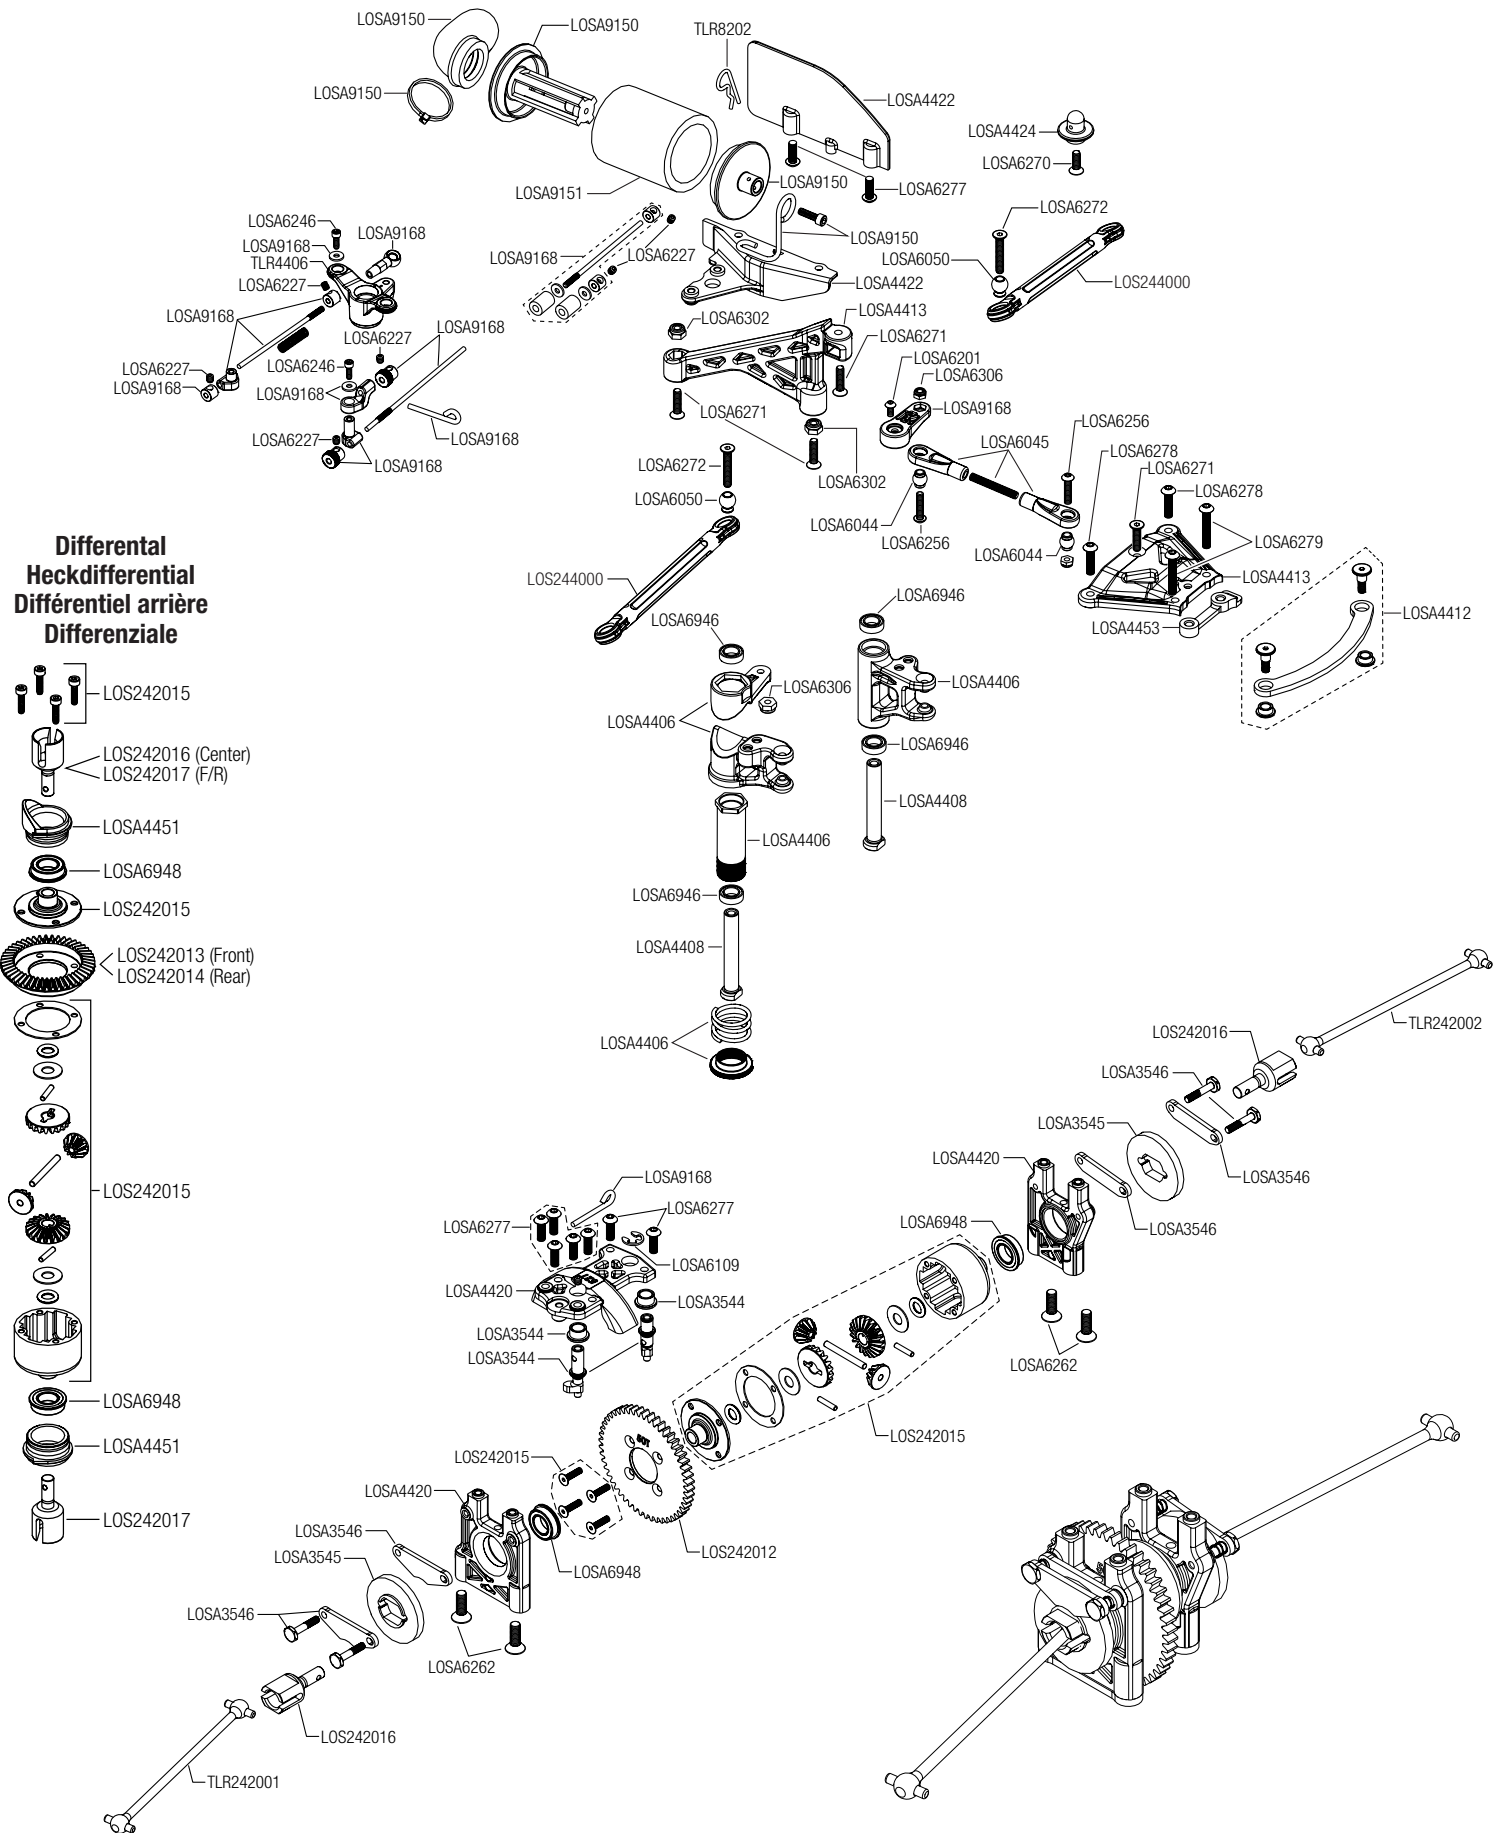 LOSA9150
LOSA9150
TLR8202
LOSA9150
LOSA4422
LOSA4424
LOSA6270
LOSA9151
LOSA9150
LOSA6277
LOSA6272
LOSA6246
LOSA9168
LOSA9168
TLR4406
LOSA6227
LOSA9168
LOSA6227
LOSA9150
LOSA6050
LOS244000
LOSA4422
LOSA9168
LOSA6227
LOSA9168
LOSA6302
LOSA4413
LOSA6271
LOSA6227
LOSA9168
LOSA6246
LOSA9168
LOSA6201
LOSA6306
LOSA9168
LOSA6271
LOSA6227
LOSA9168
LOSA9168
LOSA6272
LOSA6302
LOSA6045
LOSA6256
LOSA6278
LOSA6271
LOSA6278
LOSA6050
LOSA6044
LOSA6256
LOSA6044
LOSA6279
LOSA4413
LOSA4453
LOSA4412
Differental
Heckdifferential
Différentiel arrière
Differenziale
LOS244000
LOSA6946
LOSA6946
LOSA4406
LOSA6306
LOSA4406
LOSA6946
LOSA4408
LOSA4406
LOSA6946
LOSA4408
LOSA4406
LOS242015
LOS242016 (Center)
LOS242017 (F/R)
LOSA4451
LOSA6948
LOS242015
LOS242013 (Front)
LOS242014 (Rear)
LOS242015
LOSA6948
LOSA4451
LOS242017
TLR242002
LOS242016
LOSA3546
LOSA3545
LOSA3546
LOSA4420
LOSA3546
LOSA6948
LOSA6262
LOSA9168
LOSA6277
LOSA6277
LOSA6109
LOSA4420
LOSA3544
LOSA3544
LOSA3544
LOS242015
50T
LOS242015
LOSA4420
LOSA3546
LOS242012
LOSA3545
LOSA6948
LOSA3546
LOSA6262
LOS242016
TLR242001